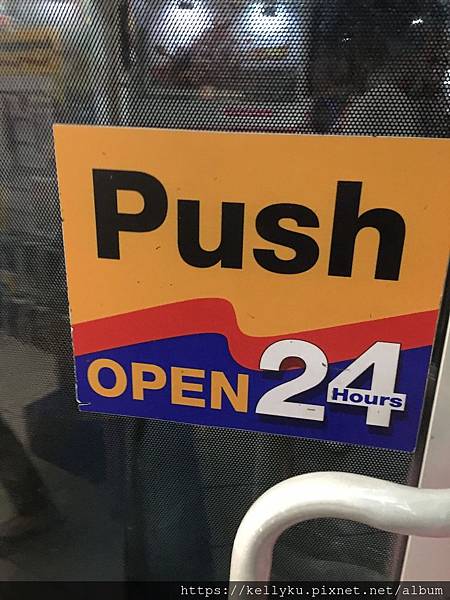 Push
OPEN 24 Hours
https://kellyku.pixnet.net/album